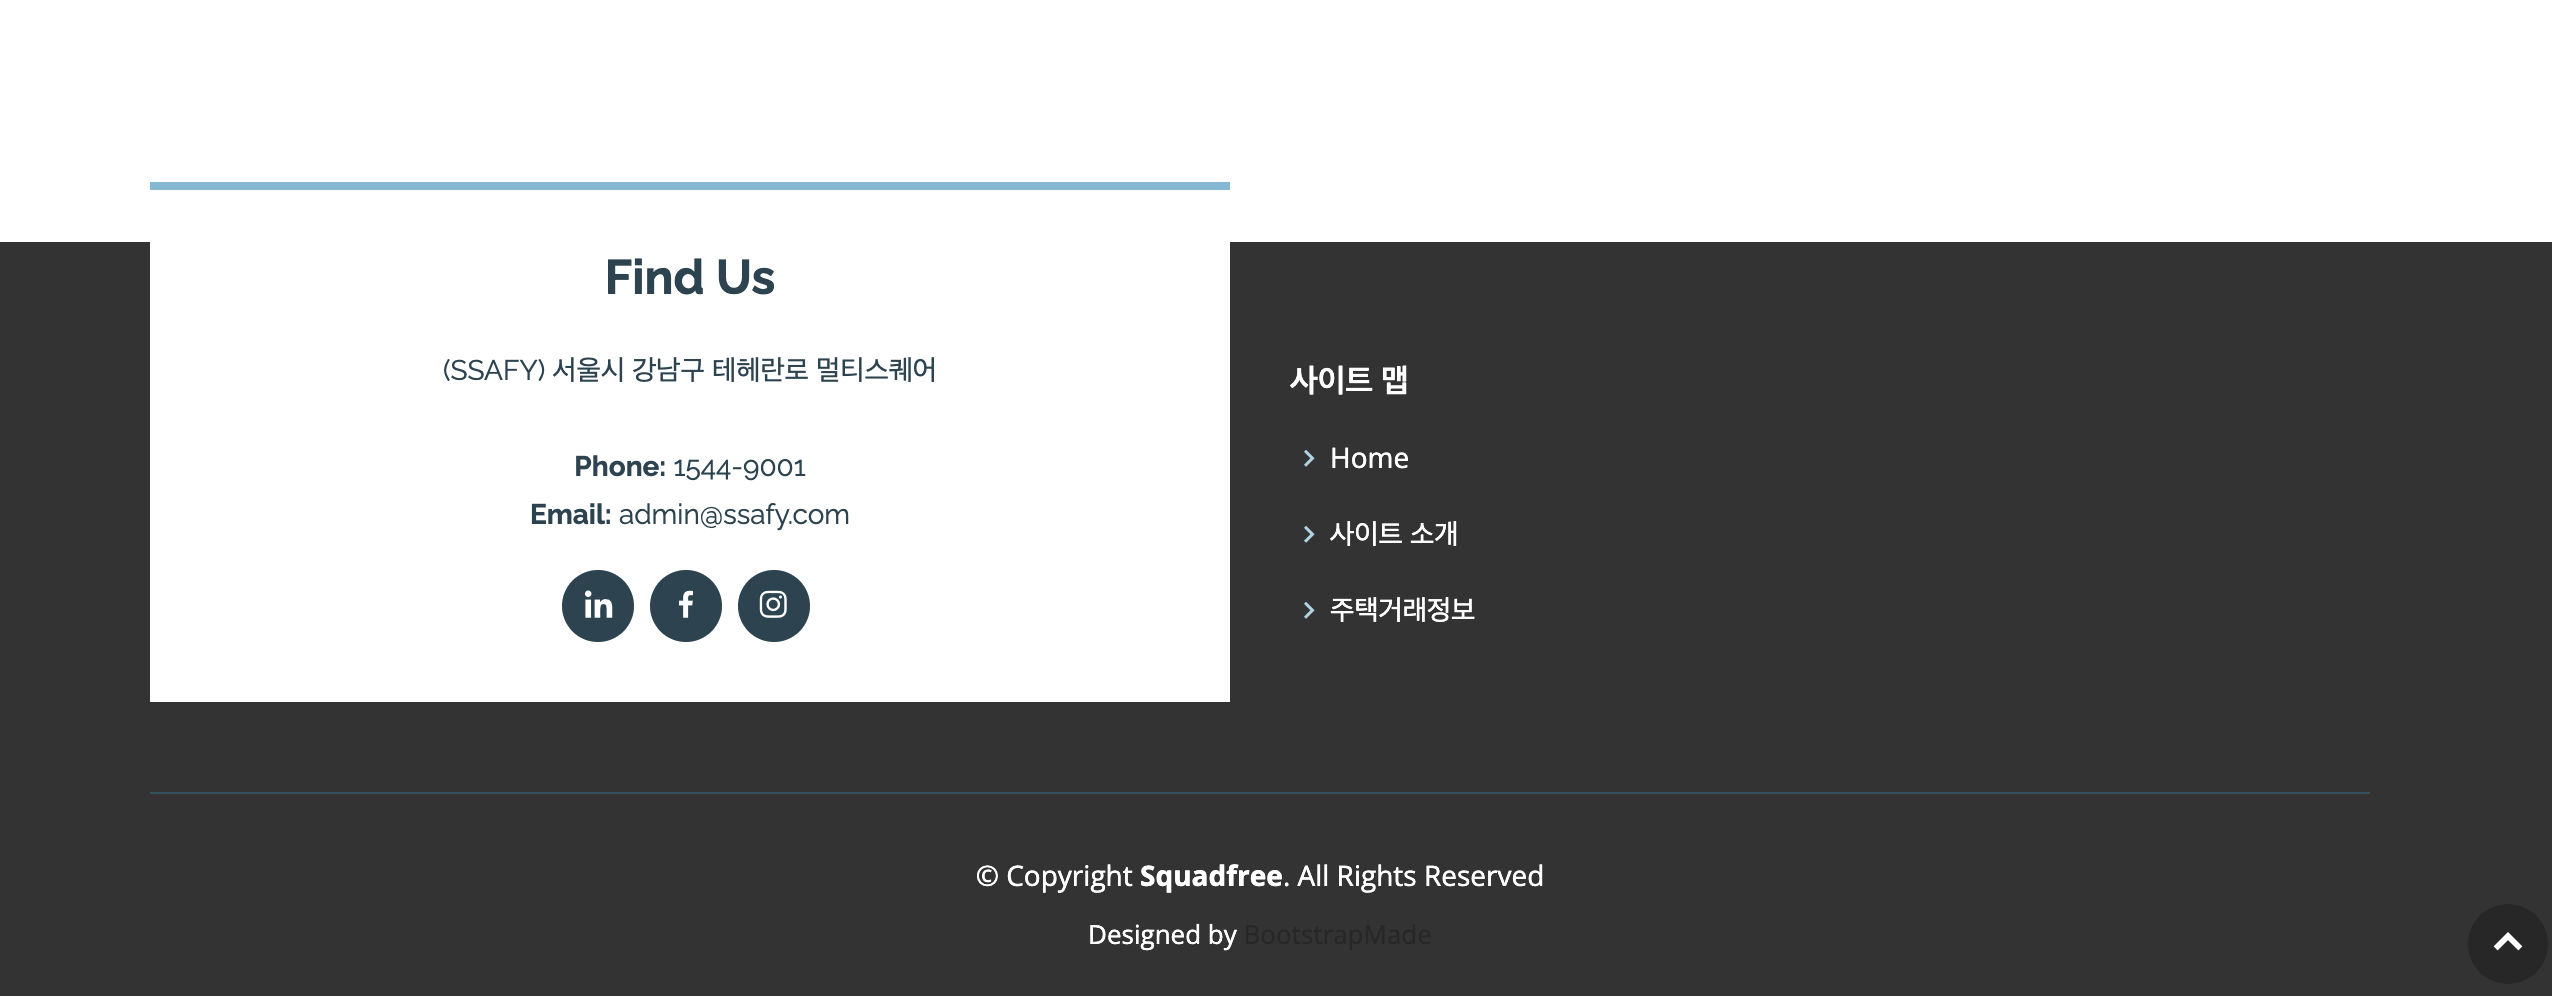 Find Us
(SSAFY) 서울시 강남구 테헤란로 멀티스퀘어
Phone: 1544-9001
Email: admin@ssafy.com
사이트 맵
Home
사이트 소개
주택거래정보
© Copyright Squadfree. All Rights Reserved
Designed by BootstrapMade